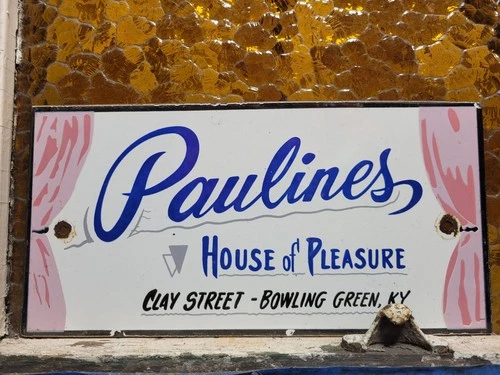 Paulines
HOUSE of PLEASURE
CLAY STREET - BOWLING GREEN, KY